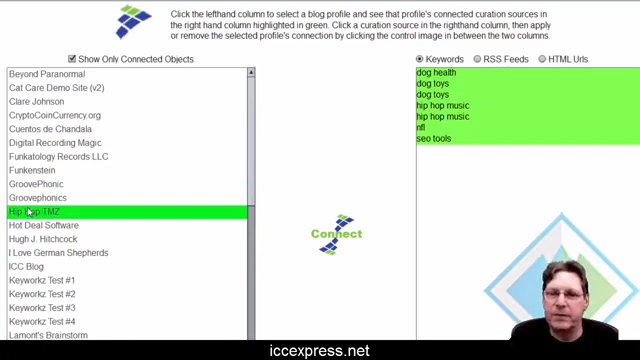 Click the lefthand column to select a blog profile and see that profile's connected curation sources in
the right hand column highlighted in green. Click a curation source in the righthand column, then apply
or remove the selected profile's connection by clicking the control image in between the two columns.
Show Only Connected Objects
Keywords
RSS Feeds
HTML Urls
Beyond Paranormal
Cat Care Demo Site (v2)
Clare Johnson
CryptoCoinCurrency.org
Cuentos de Chandala
Digital Recording Magic
Funkatology Records LLC
Funkenstein
GroovePhonic
Groovephonics
Hip Hop TMZ
Hot Deal Software
Hugh J. Hitchcock
I Love German Shepherds
ICC Blog
Keyworkz Test #1
Keyworkz Test #2
Keyworkz Test #3
Keyworkz Test #4
Lamont's Brainstorm
Connect
dog health
dog toys
dog toys
hip hop music
hip hop music
nfl
seo tools
iccexpress.net